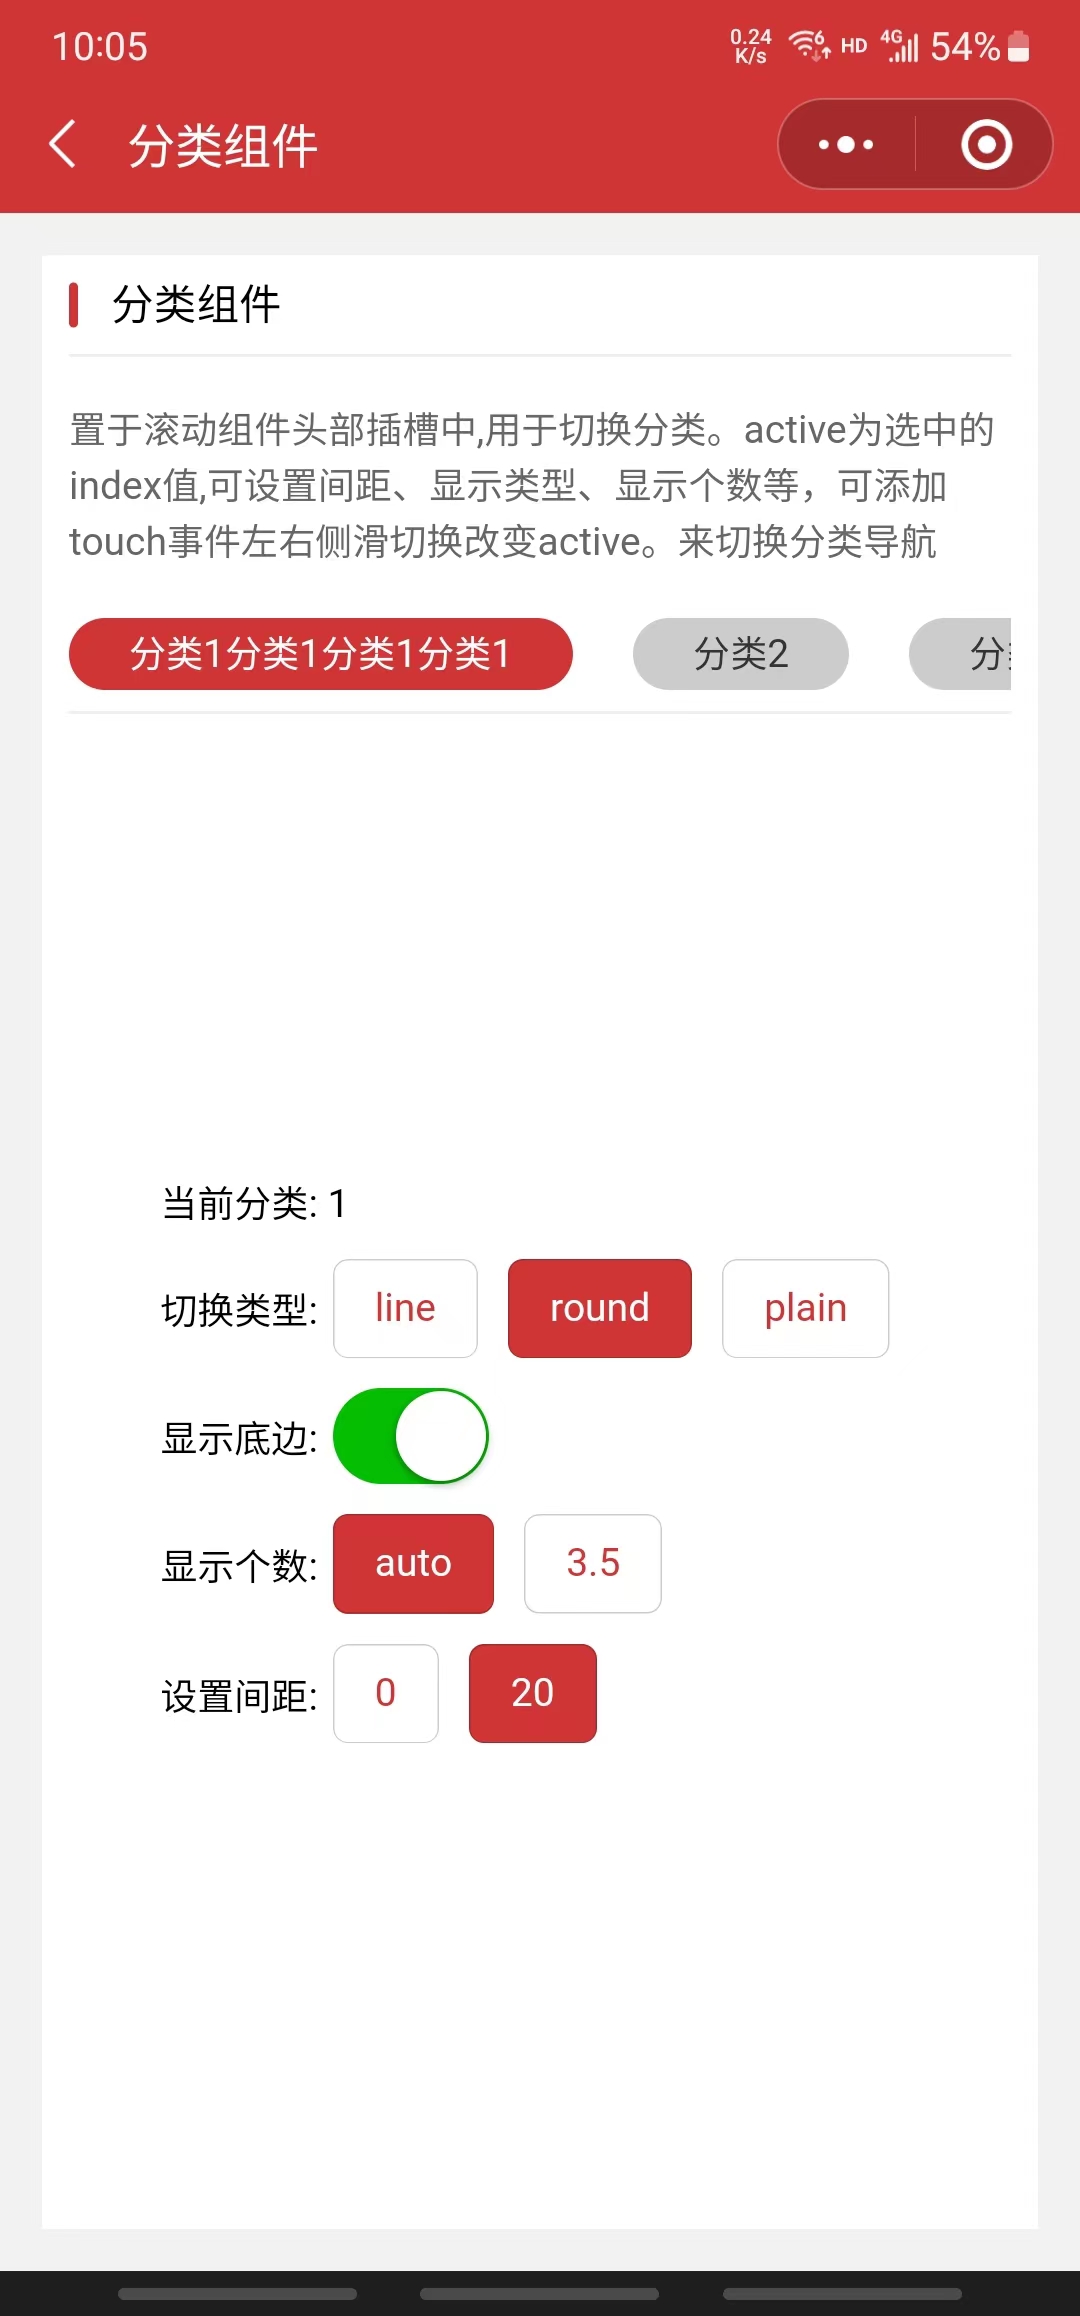 10:05
0.24 K/s 6 HD 4G 54%
分类组件
分类组件
置于滚动组件头部插槽中,用于切换分类。active为选中的
index值,可设置间距、显示类型、显示个数等，可添加
touch事件左右侧滑切换改变active。来切换分类导航
分类1分类1分类1分类1 分类2 分
当前分类: 1
切换类型: line round plain
显示底边:
显示个数: auto 3.5
设置间距: 0 20